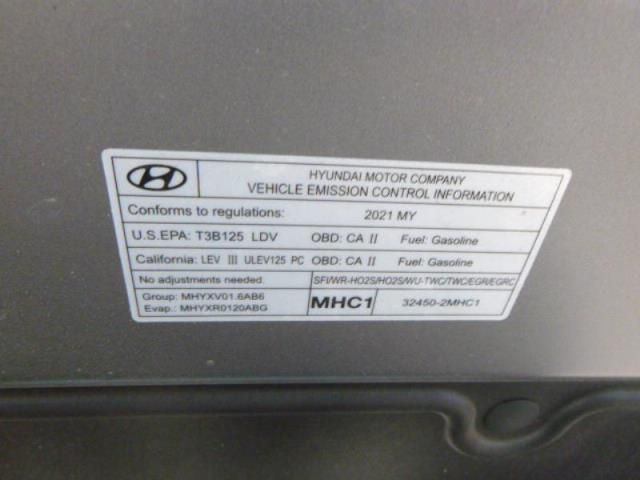 HYUNDAI MOTOR COMPANY
VEHICLE EMISSION CONTROL INFORMATION
Conforms to regulations: 2021 MY
U.S.EPA: T3B125 LDV OBD: CA II Fuel: Gasoline
California: LEV III ULEV125 PC OBD: CA II Fuel: Gasoline
No adjustments needed. SFI/WR-HO2S/HO2S/WU-TWC/TWC/EGR/EGRC
Group: MHYXV01.6AB6
Evap.: MHYXR0120ABG
MHC1
32450-2MHC1